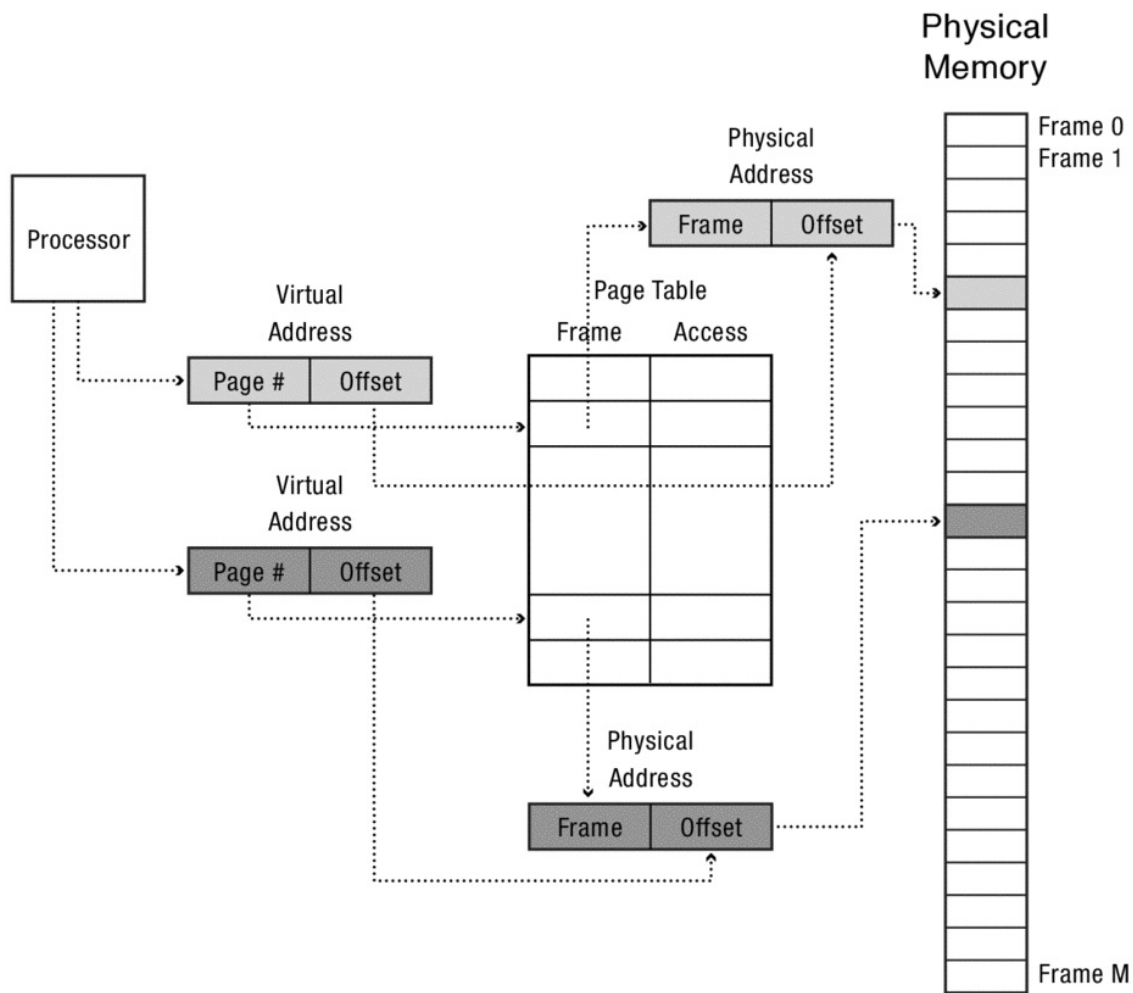 Physical
Memory
Frame 0
Frame 1
Physical
Address
Frame Offset
Processor
Virtual
Address
Page # Offset
Page Table
Frame Access
Virtual
Address
Page # Offset
Physical
Address
Frame Offset
Frame M